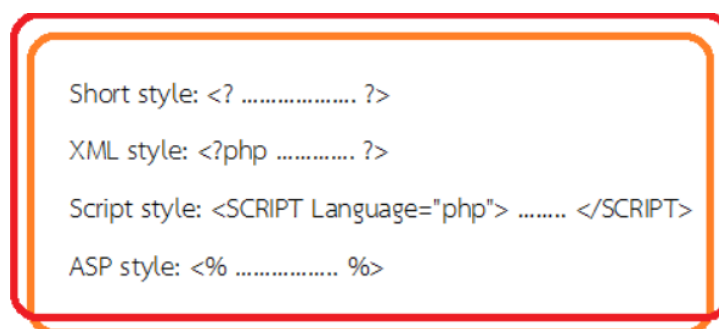 Short style: <? ………………. ?>
XML style: <?php …………. ?>
Script style: <SCRIPT Language="php"> …….. </SCRIPT>
ASP style: <% …………….. %>